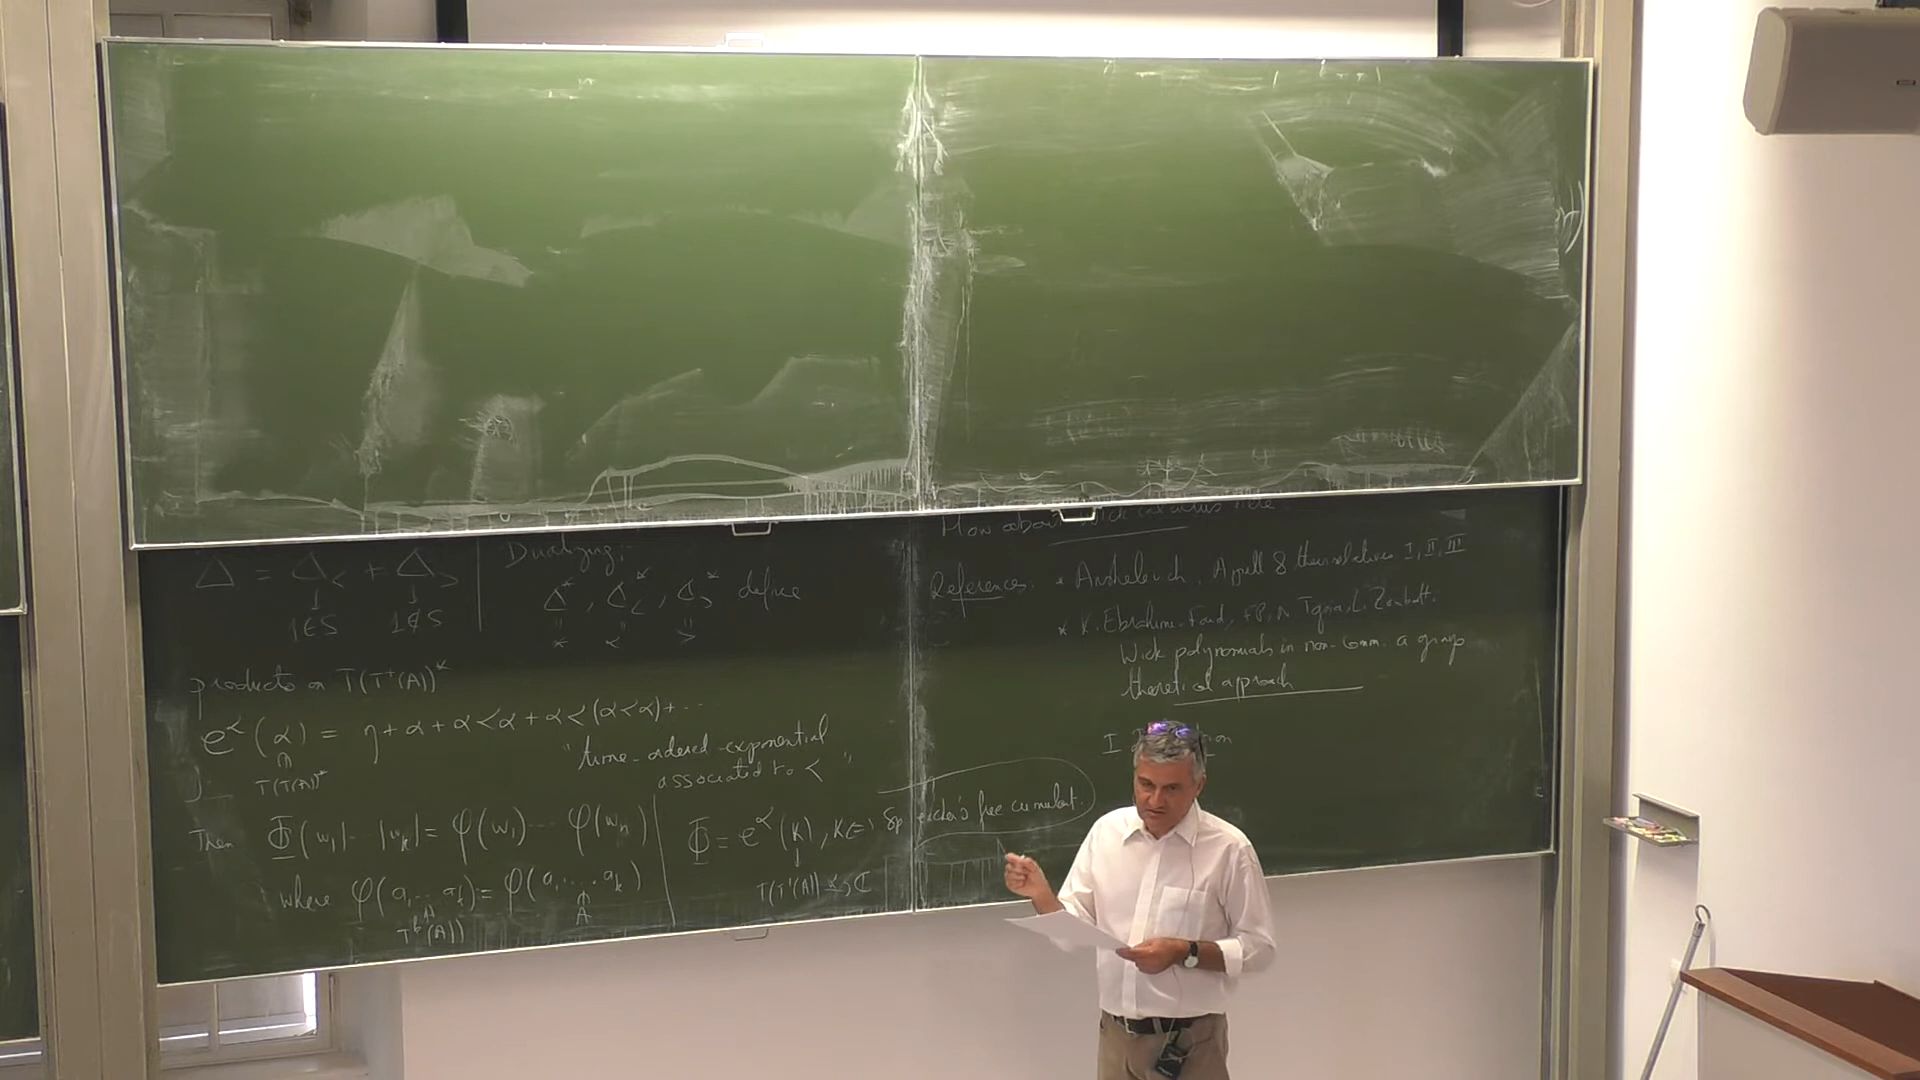 Δ = Δ< + Δ>
1∈S 1∉S
Dualizing:
Δ*, Δ*<, Δ*> define
* < >
products on T(T⁺(A))*
e^<(α) = η + α + α<α + α<(α<α) + ...
T(T(A))*
"time-ordered exponential
associated to < "
Then Φ(w₁|...|wₖ) = φ(w₁)...φ(wₙ)
where φ(a₁...aₖ) = φ(a₁.....aₖ)
A
Φ = e^<(K), K
free cumulant.
How about Wick
References: * Anshelevich, Appell & their relatives I, II, III
* K. Ebrahimi-Fard, FP, N. Tapia, L. Zambotti.
Wick polynomials in non-comm. a group
theoretical approach
I